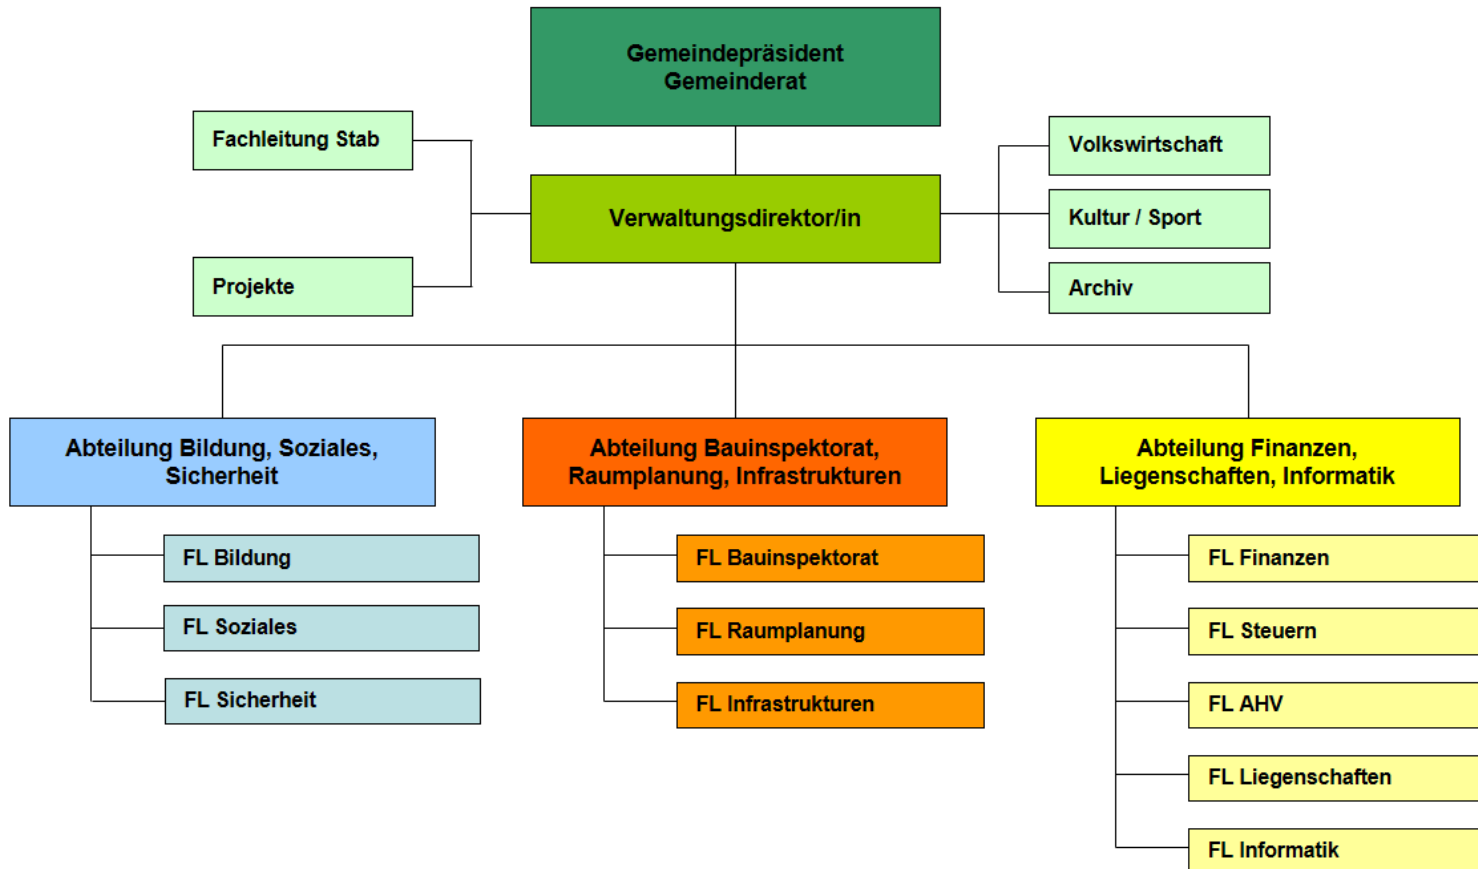 Gemeindepräsident
Gemeinderat
Fachleitung Stab
Volkswirtschaft
Verwaltungsdirektor/in
Kultur / Sport
Projekte
Archiv
Abteilung Bildung, Soziales,
Sicherheit
FL Bildung
FL Soziales
FL Sicherheit
Abteilung Bauinspektorat,
Raumplanung, Infrastrukturen
FL Bauinspektorat
FL Raumplanung
FL Infrastrukturen
Abteilung Finanzen,
Liegenschaften, Informatik
FL Finanzen
FL Steuern
FL AHV
FL Liegenschaften
FL Informatik